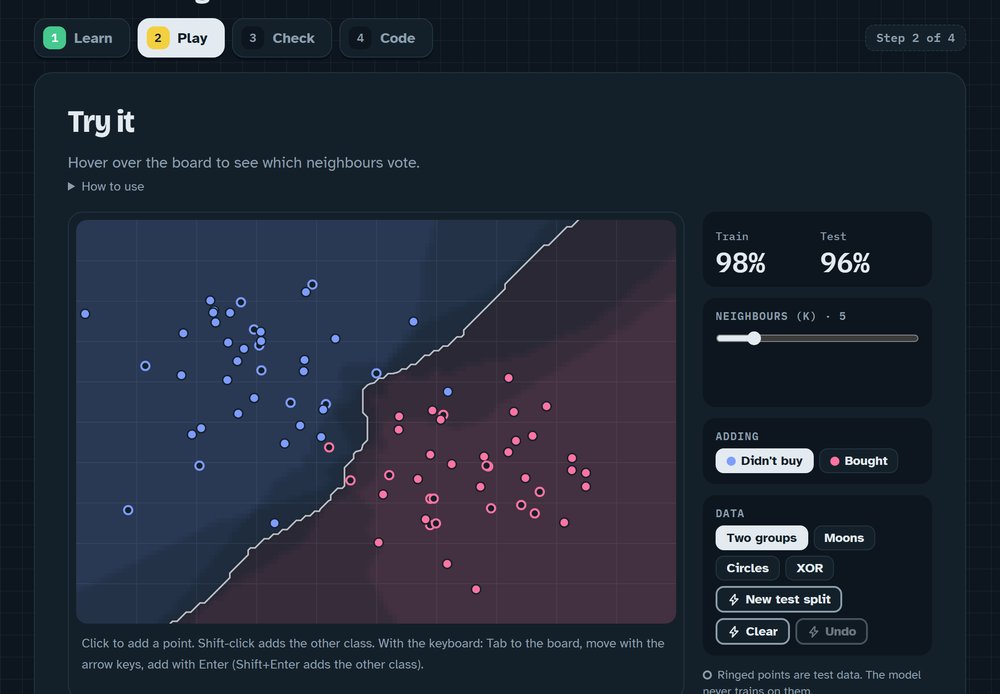 1 Learn
2 Play
3 Check
4 Code
Step 2 of 4
Try it
Hover over the board to see which neighbours vote.
How to use
Train
Test
98%
96%
NEIGHBOURS (K) · 5
ADDING
Didn't buy
Bought
DATA
Two groups
Moons
Circles
XOR
New test split
Clear
Undo
Click to add a point. Shift-click adds the other class. With the keyboard: Tab to the board, move with the
arrow keys, add with Enter (Shift+Enter adds the other class).
Ringed points are test data. The model
never trains on them.